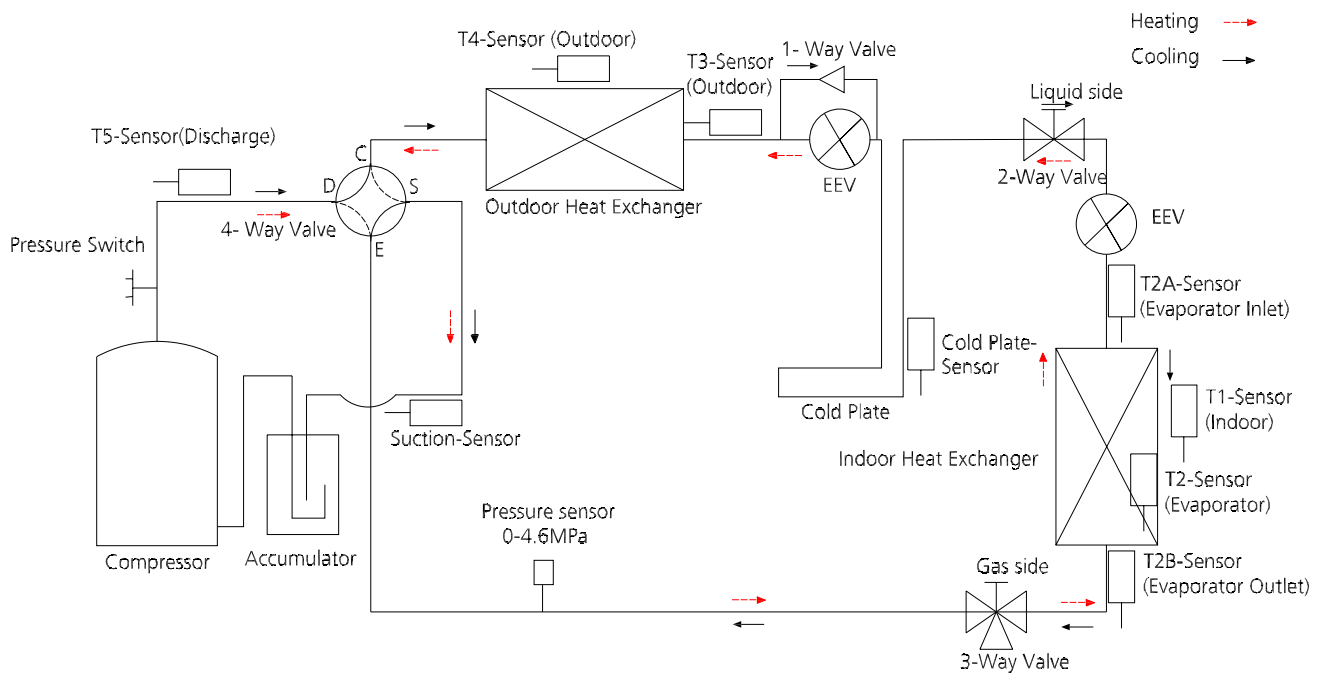 Heating
Cooling
T4-Sensor (Outdoor)
T3-Sensor
(Outdoor)
1- Way Valve
Liquid side
T5-Sensor(Discharge)
C
D
S
E
4- Way Valve
Outdoor Heat Exchanger
EEV
2-Way Valve
EEV
Pressure Switch
T2A-Sensor
(Evaporator Inlet)
Cold Plate-
Sensor
Cold Plate
T1-Sensor
(Indoor)
Suction-Sensor
Indoor Heat Exchanger
T2-Sensor
(Evaporator)
Pressure sensor
0-4.6MPa
Compressor
Accumulator
Gas side
T2B-Sensor
(Evaporator Outlet)
3-Way Valve